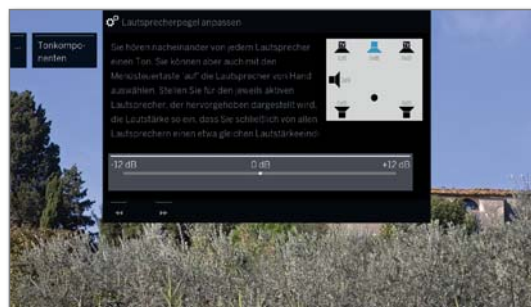 Lautsprecherpegel anpassen
...
Tonkompo-
nenten
Sie hören nacheinander von jedem Lautsprecher
einen Ton. Sie können aber auch mit den
Menüsteuertaste 'auf' die Lautsprecher von Hand
auswählen. Stellen Sie für den jeweils aktiven
Lautsprecher, der hervorgehoben dargestellt wird,
die Lautstärke so ein, dass Sie schließlich von allen
Lautsprechern einen etwa gleichen Lautstärkeeind-
-12 dB 0 dB +12 dB